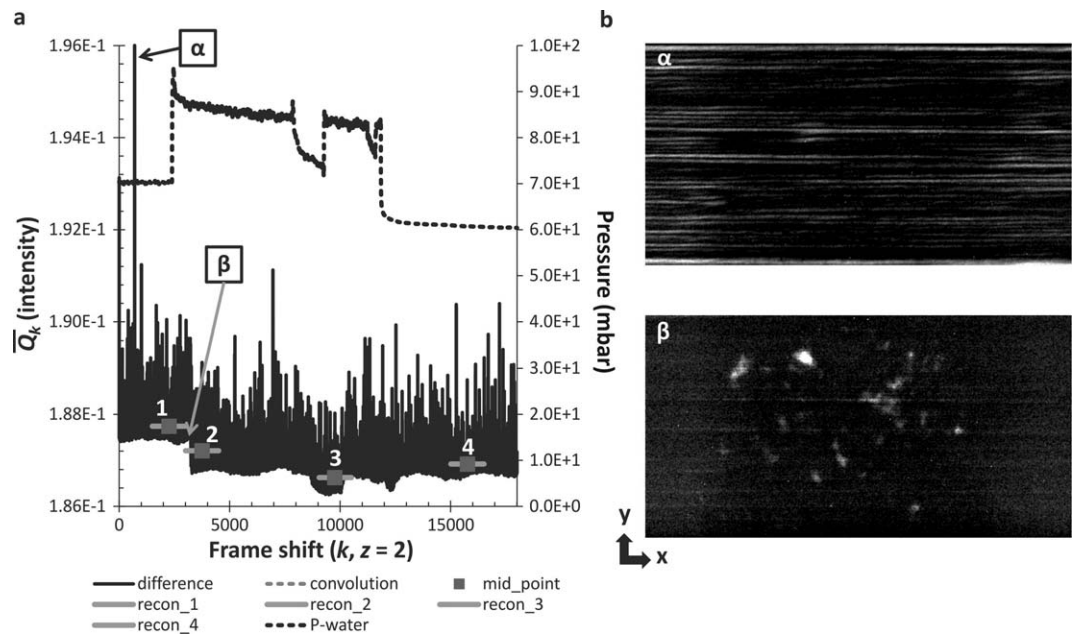 a
b
1.96E-1
1.94E-1
1.92E-1
1.90E-1
1.88E-1
1.86E-1
Qk (intensity)
α
β
1
2
3
4
1.0E+2
9.0E+1
8.0E+1
7.0E+1
6.0E+1
5.0E+1
4.0E+1
3.0E+1
2.0E+1
1.0E+1
0.0E+0
Pressure (mbar)
0
5000
10000
15000
Frame shift (k, z = 2)
difference
convolution
mid_point
recon_1
recon_2
recon_3
recon_4
P-water
α
β
y
x